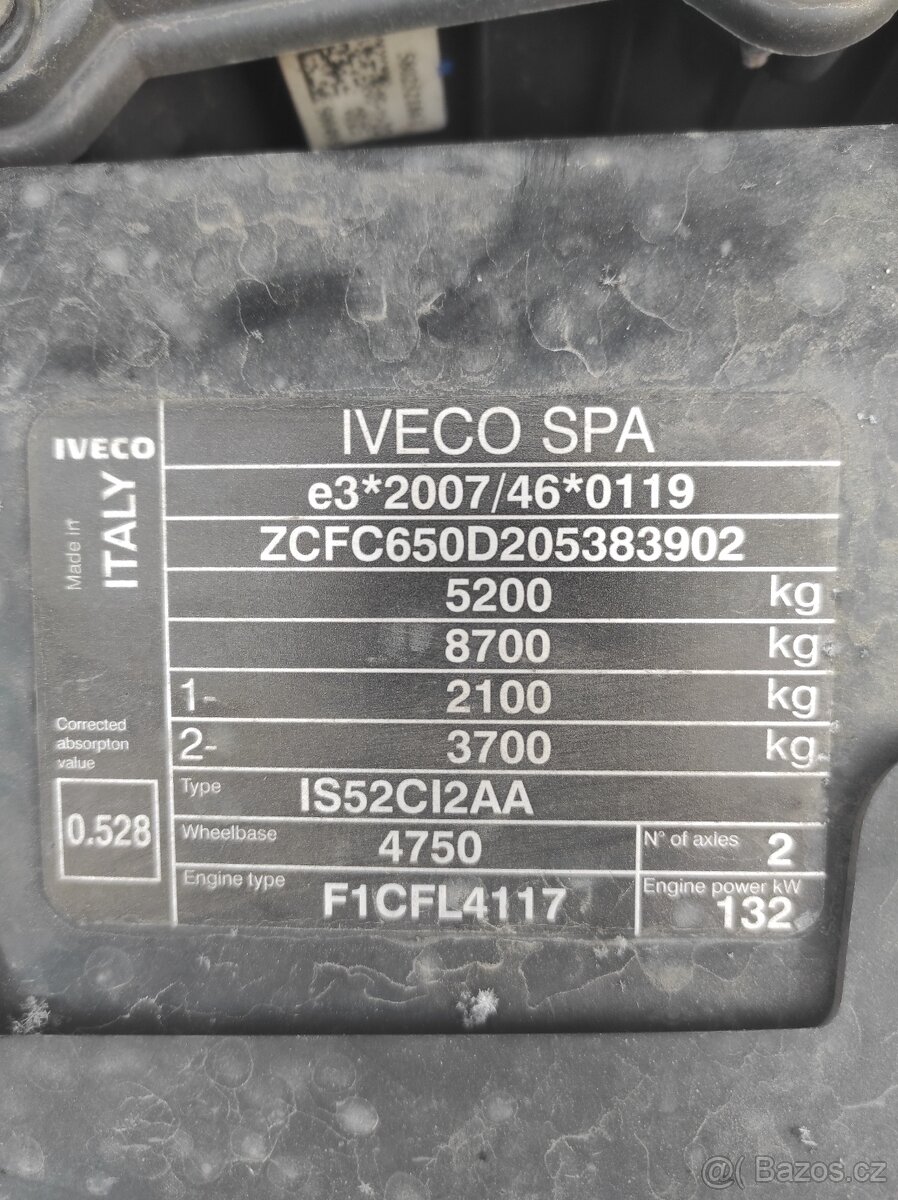 IVECO
Made in
ITALY
Corrected
absorpton
value
0.528
IVECO SPA
e3*2007/46*0119
ZCFC650D205383902
5200 kg
8700 kg
1- 2100 kg
2- 3700 kg
Type IS52CI2AA
Wheelbase 4750 N° of axles 2
Engine type F1CFL4117 Engine power kW 132
@( Bazos.cz